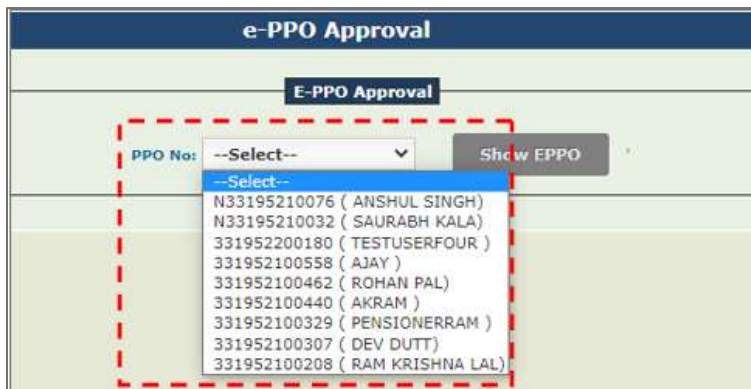 e-PPO Approval
E-PPO Approval
PPO No: --Select-- Show EPPO
--Select--
N33195210076 ( ANSHUL SINGH)
N33195210032 ( SAURABH KALA)
331952200180 ( TESTUSERFOUR )
331952100558 ( AJAY )
331952100462 ( ROHAN PAL)
331952100440 ( AKRAM )
331952100329 ( PENSIONERRAM )
331952100307 ( DEV DUTT)
331952100208 ( RAM KRISHNA LAL)